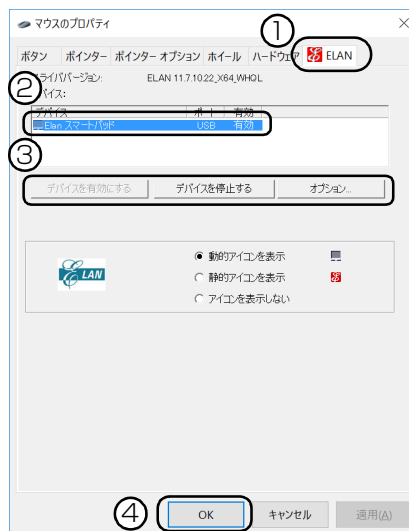 マウスのプロパティ
①
ボタン ポインター ポインター オプション ホイール ハードウェア ELAN
②
ドライババージョン: ELAN 11.7.10.22_X64_WHQL
デバイス:
デバイス ポート 有効
Elan スマートパッド USB 有効
③
デバイスを有効にする デバイスを停止する オプション...
ELAN
動的アイコンを表示
静的アイコンを表示
アイコンを表示しない
④
OK キャンセル 適用(A)